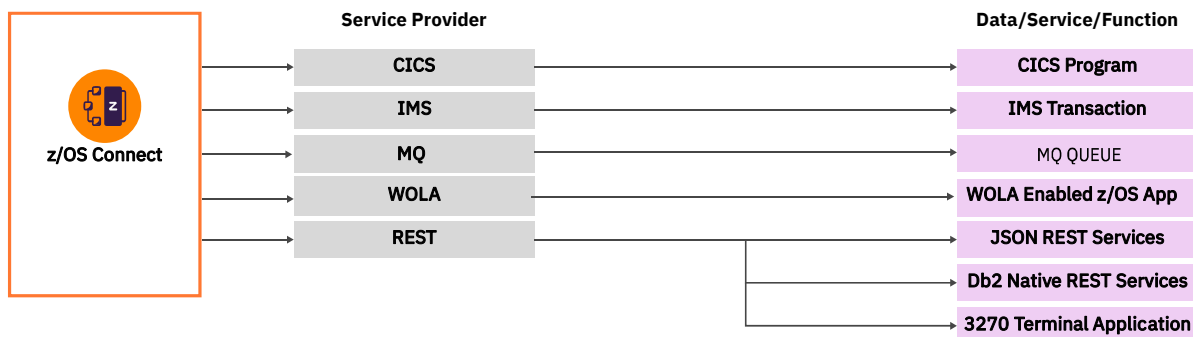 Service Provider
Data/Service/Function
z
z/OS Connect
CICS
CICS Program
IMS
IMS Transaction
MQ
MQ QUEUE
WOLA
WOLA Enabled z/OS App
REST
JSON REST Services
Db2 Native REST Services
3270 Terminal Application